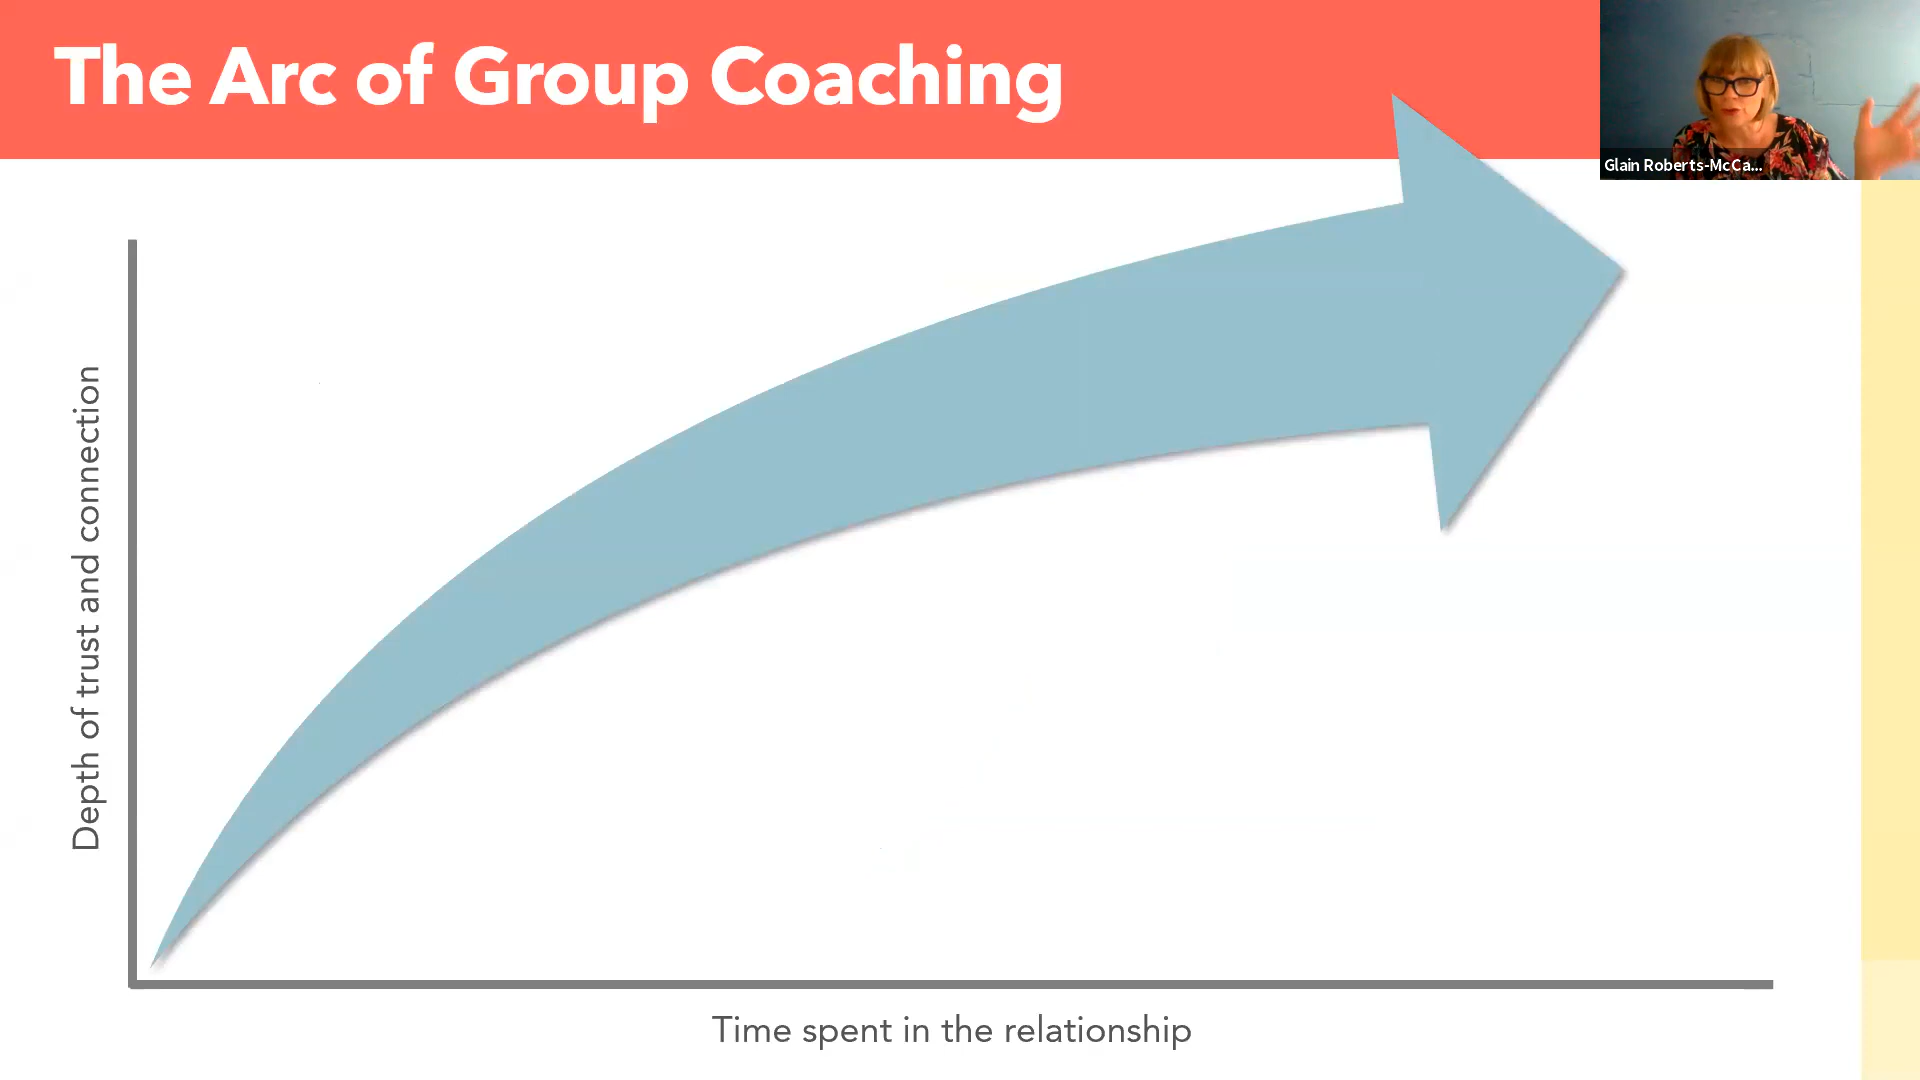 The Arc of Group Coaching
Glain Roberts-McCa...
Depth of trust and connection
Time spent in the relationship